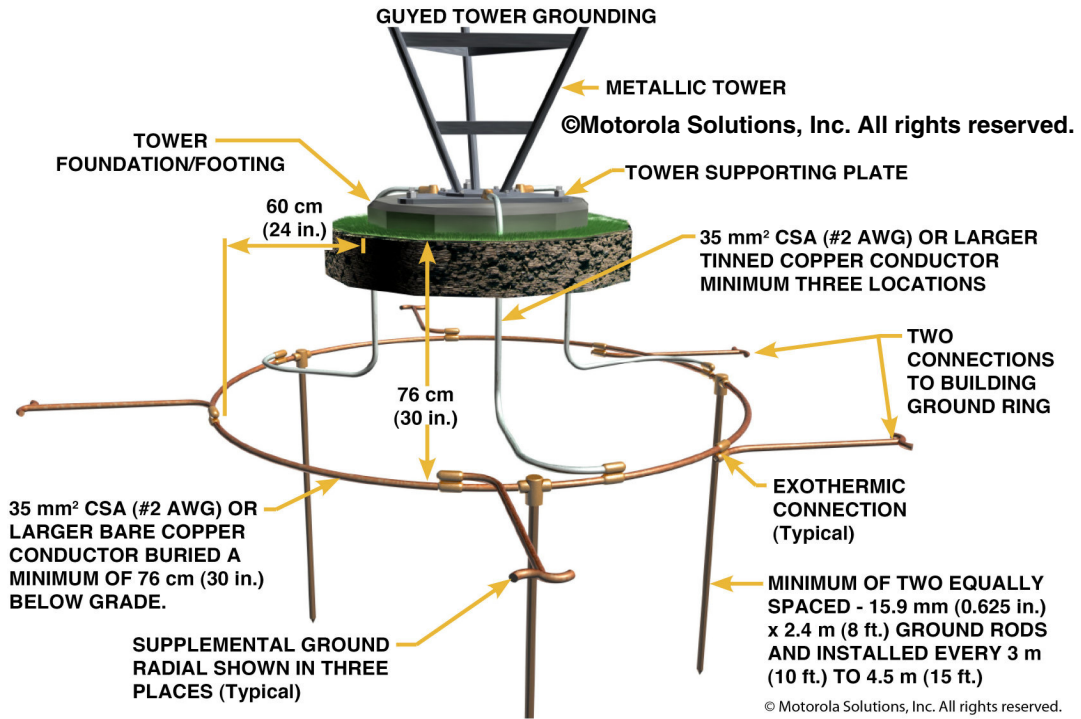 GUYED TOWER GROUNDING
METALLIC TOWER
©Motorola Solutions, Inc. All rights reserved.
TOWER
FOUNDATION/FOOTING
TOWER SUPPORTING PLATE
60 cm
(24 in.)
35 mm² CSA (#2 AWG) OR LARGER
TINNED COPPER CONDUCTOR
MINIMUM THREE LOCATIONS
TWO
CONNECTIONS
TO BUILDING
GROUND RING
76 cm
(30 in.)
35 mm² CSA (#2 AWG) OR
LARGER BARE COPPER
CONDUCTOR BURIED A
MINIMUM OF 76 cm (30 in.)
BELOW GRADE.
EXOTHERMIC
CONNECTION
(Typical)
SUPPLEMENTAL GROUND
RADIAL SHOWN IN THREE
PLACES (Typical)
MINIMUM OF TWO EQUALLY
SPACED - 15.9 mm (0.625 in.)
x 2.4 m (8 ft.) GROUND RODS
AND INSTALLED EVERY 3 m
(10 ft.) TO 4.5 m (15 ft.)
© Motorola Solutions, Inc. All rights reserved.